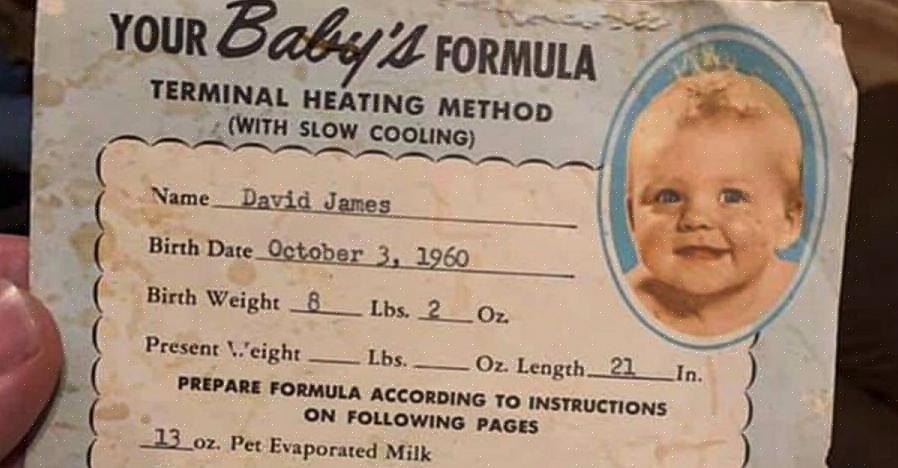 YOUR Baby's FORMULA
TERMINAL HEATING METHOD
(WITH SLOW COOLING)
Name David James
Birth Date October 3, 1960
Birth Weight 8 Lbs. 2 Oz.
Present Weight ____ Lbs. ____ Oz. Length 21 In.
PREPARE FORMULA ACCORDING TO INSTRUCTIONS
ON FOLLOWING PAGES
13 oz. Pet Evaporated Milk